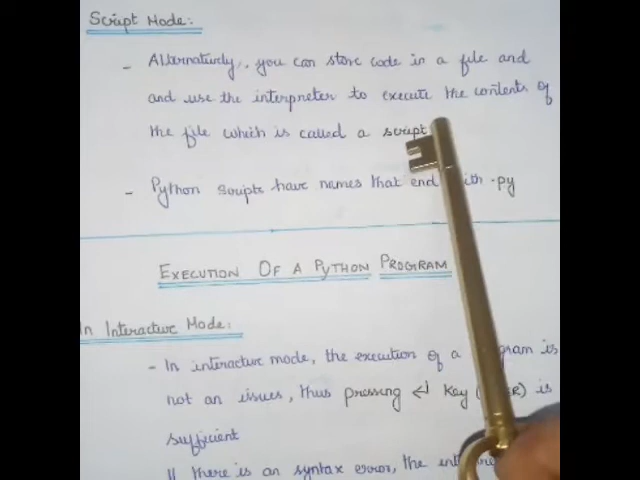 Script Mode:
- Alternatively, you can store code in a file and
and use the interpreter to execute the contents of
the file which is called a script
- Python scripts have names that end with .py
EXECUTION OF A PYTHON PROGRAM
In Interactive Mode:
- In interactive mode, the execution of a program is
not an issues, thus pressing ↵ key ( ER) is
sufficient
If there is an syntax error, the